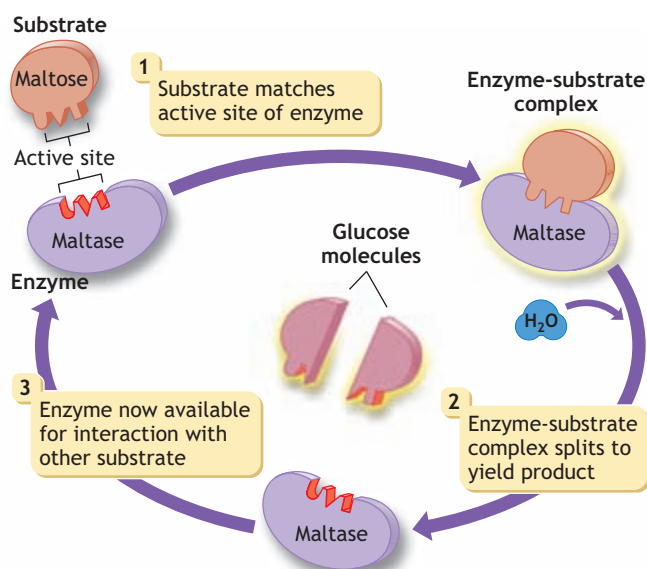 Substrate
Maltose
1
Substrate matches
active site of enzyme
Enzyme-substrate
complex
Active site
Maltase
Maltase
Enzyme
Glucose
molecules
H₂O
3
Enzyme now available
for interaction with
other substrate
2
Enzyme-substrate
complex splits to
yield product
Maltase